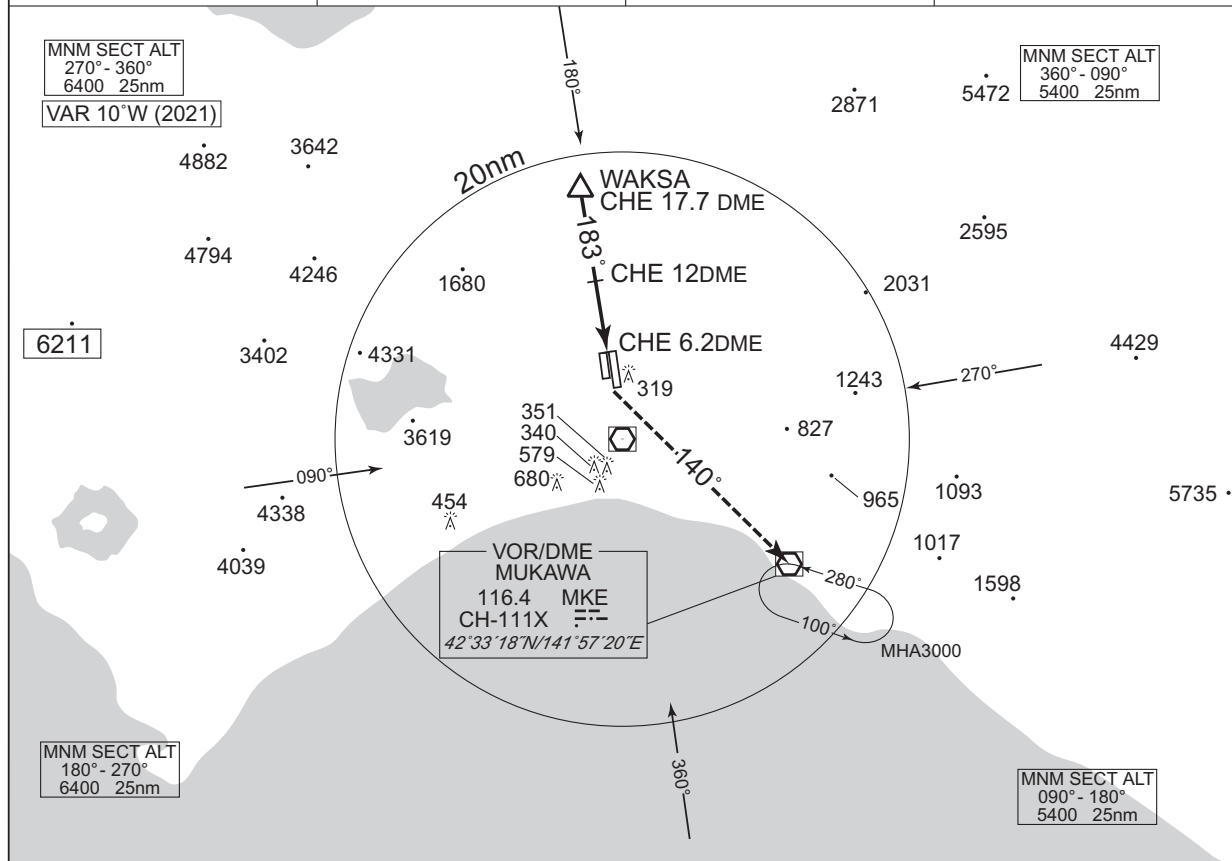 MNM SECT ALT
270°- 360°
6400 25nm
VAR 10°W (2021)
180°
MNM SECT ALT
360°- 090°
5400 25nm
2871
5472
4882
3642
20nm
WAKSA
CHE 17.7 DME
183°
2595
4794
4246
1680
CHE 12DME
2031
6211
3402
4331
CHE 6.2DME
4429
319
1243
270°
3619
351
340
579
680
827
140°
090°
4338
454
965
1093
5735
4039
1017
1598
VOR/DME
MUKAWA
116.4 MKE
CH-111X
42°33´18˝N/141°57´20˝E
280°
100°
MHA3000
360°
MNM SECT ALT
180°- 270°
6400 25nm
MNM SECT ALT
090°- 180°
5400 25nm